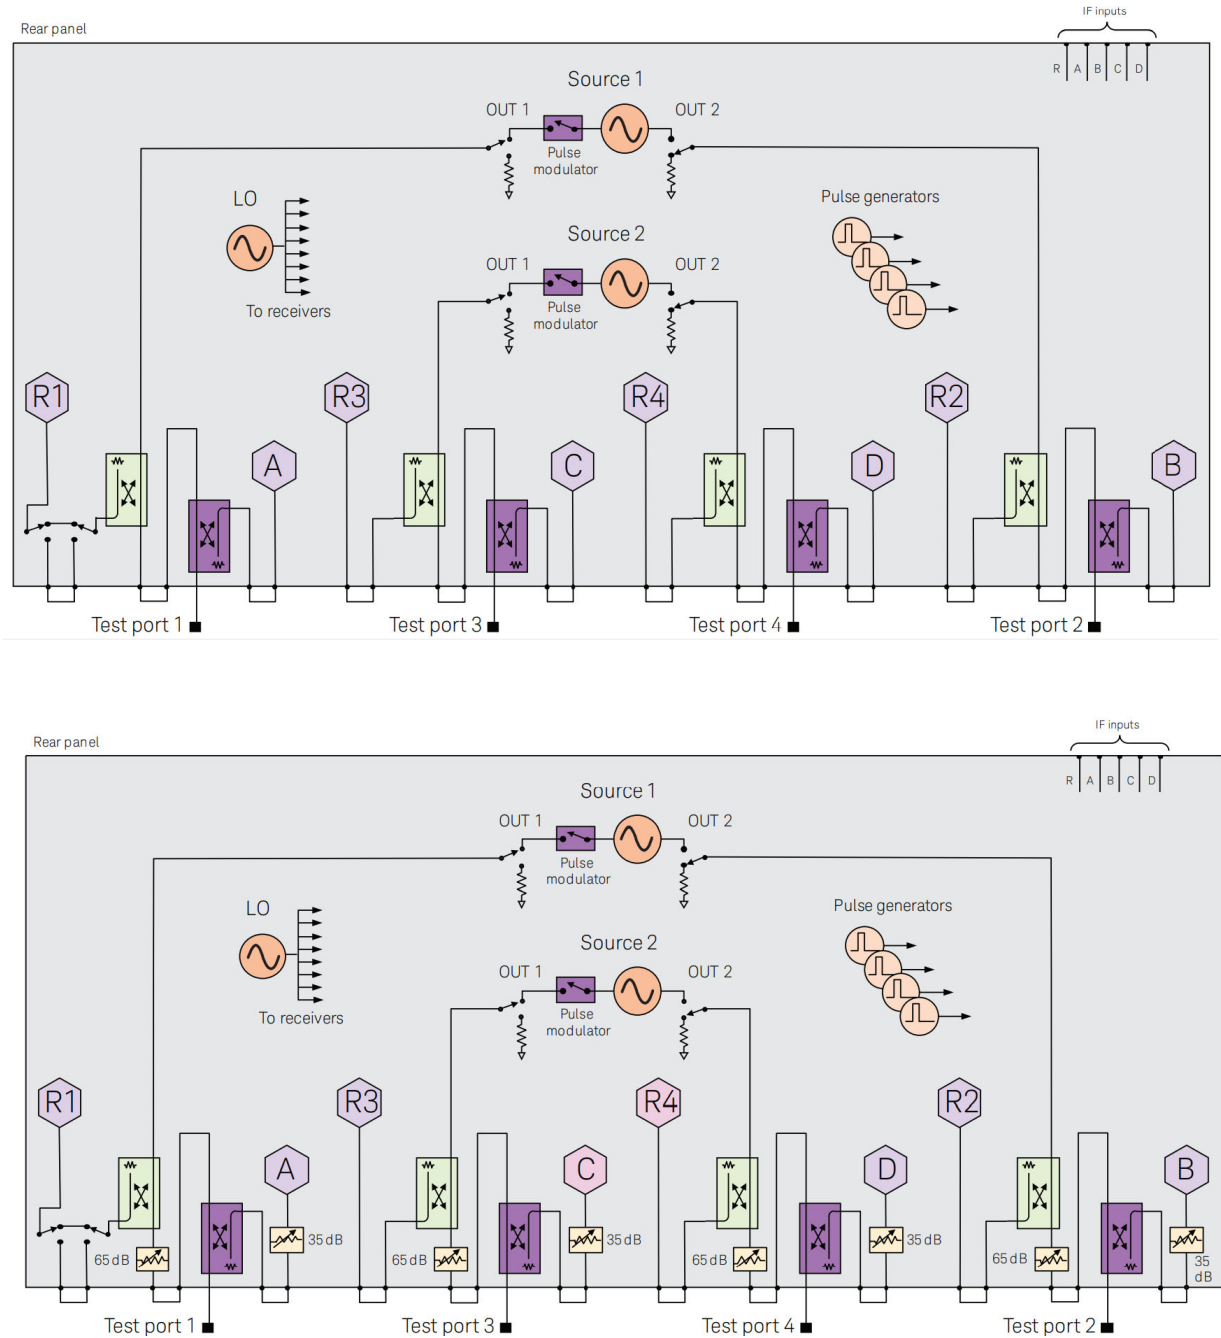 IF inputs
Rear panel
R A B C D
Source 1
OUT 1 OUT 2
Pulse
modulator
LO
Pulse generators
Source 2
OUT 1 OUT 2
Pulse
modulator
To receivers
R1 R3 R4 R2
A C D B
Test port 1 Test port 3 Test port 4 Test port 2
IF inputs
Rear panel
R A B C D
Source 1
OUT 1 OUT 2
Pulse
modulator
LO
Pulse generators
Source 2
OUT 1 OUT 2
Pulse
modulator
To receivers
R1 R3 R4 R2
A C D B
35 dB 35 dB 35 dB 35
dB
65 dB 65 dB 65 dB 65 dB
Test port 1 Test port 3 Test port 4 Test port 2